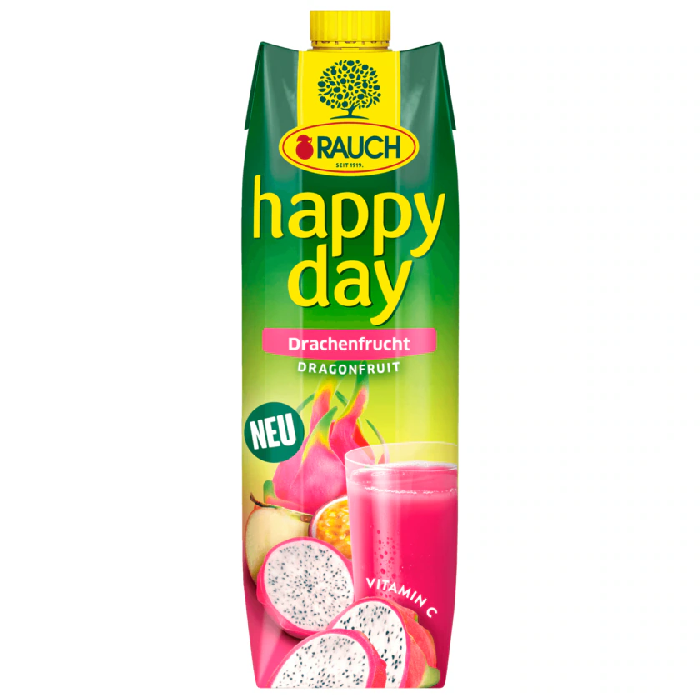 RAUCH
SEIT 1919.
happy
day
Drachenfrucht
DRAGONFRUIT
NEU
VITAMIN C